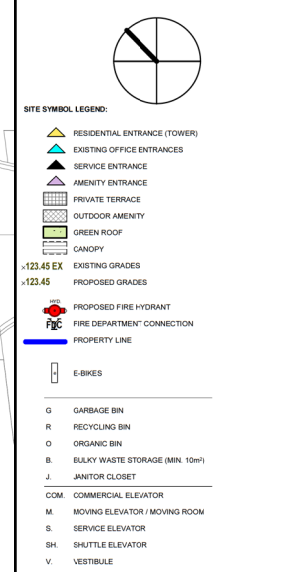 SITE SYMBOL LEGEND:
RESIDENTIAL ENTRANCE (TOWER)
EXISTING OFFICE ENTRANCES
SERVICE ENTRANCE
AMENITY ENTRANCE
PRIVATE TERRACE
OUTDOOR AMENITY
GREEN ROOF
CANOPY
×123.45 EX EXISTING GRADES
×123.45 PROPOSED GRADES
HYD.
PROPOSED FIRE HYDRANT
FDC FIRE DEPARTMENT CONNECTION
PROPERTY LINE
E-BIKES
G GARBAGE BIN
R RECYCLING BIN
O ORGANIC BIN
B. BULKY WASTE STORAGE (MIN. 10m²)
J. JANITOR CLOSET
COM. COMMERCIAL ELEVATOR
M. MOVING ELEVATOR / MOVING ROOM
S. SERVICE ELEVATOR
SH. SHUTTLE ELEVATOR
V. VESTIBULE